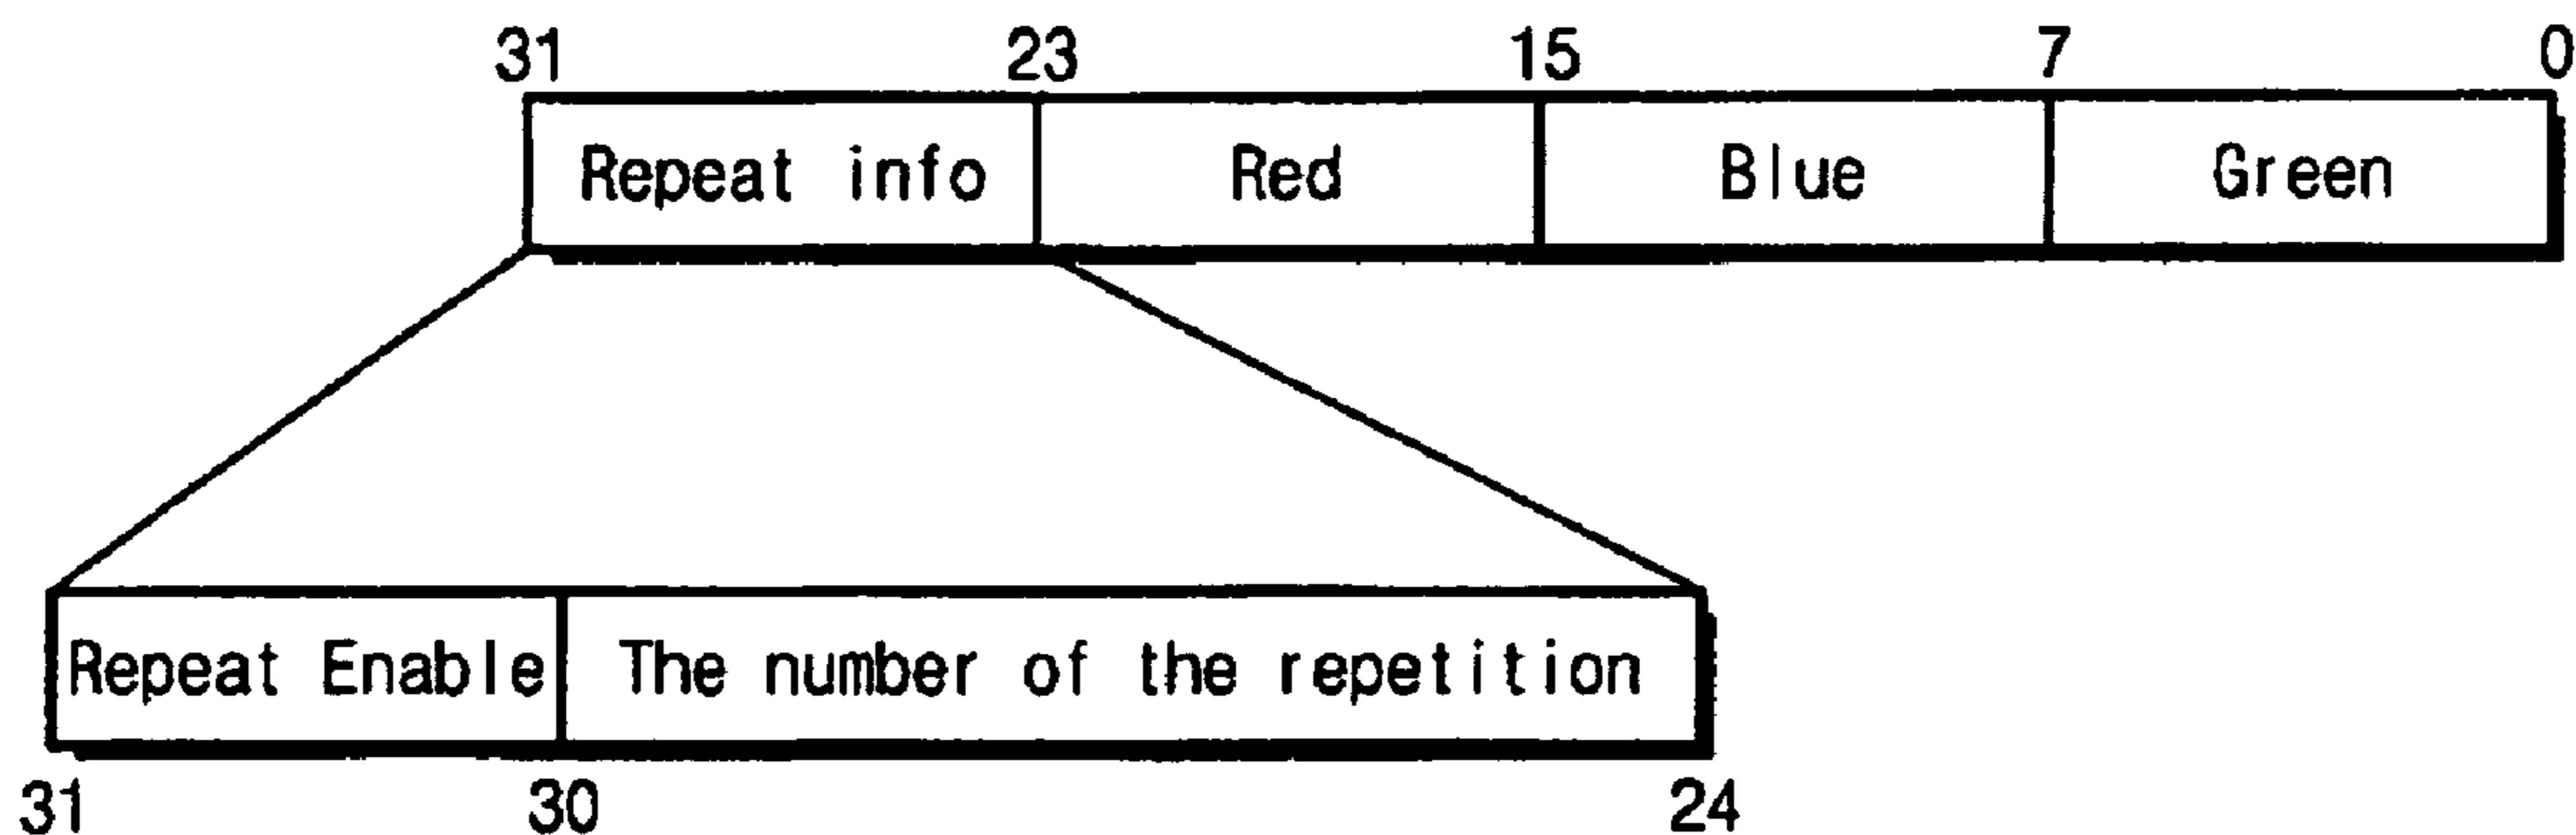 31 23 15 7 0
Repeat info Red Blue Green
Repeat Enable The number of the repetition
31 30 24